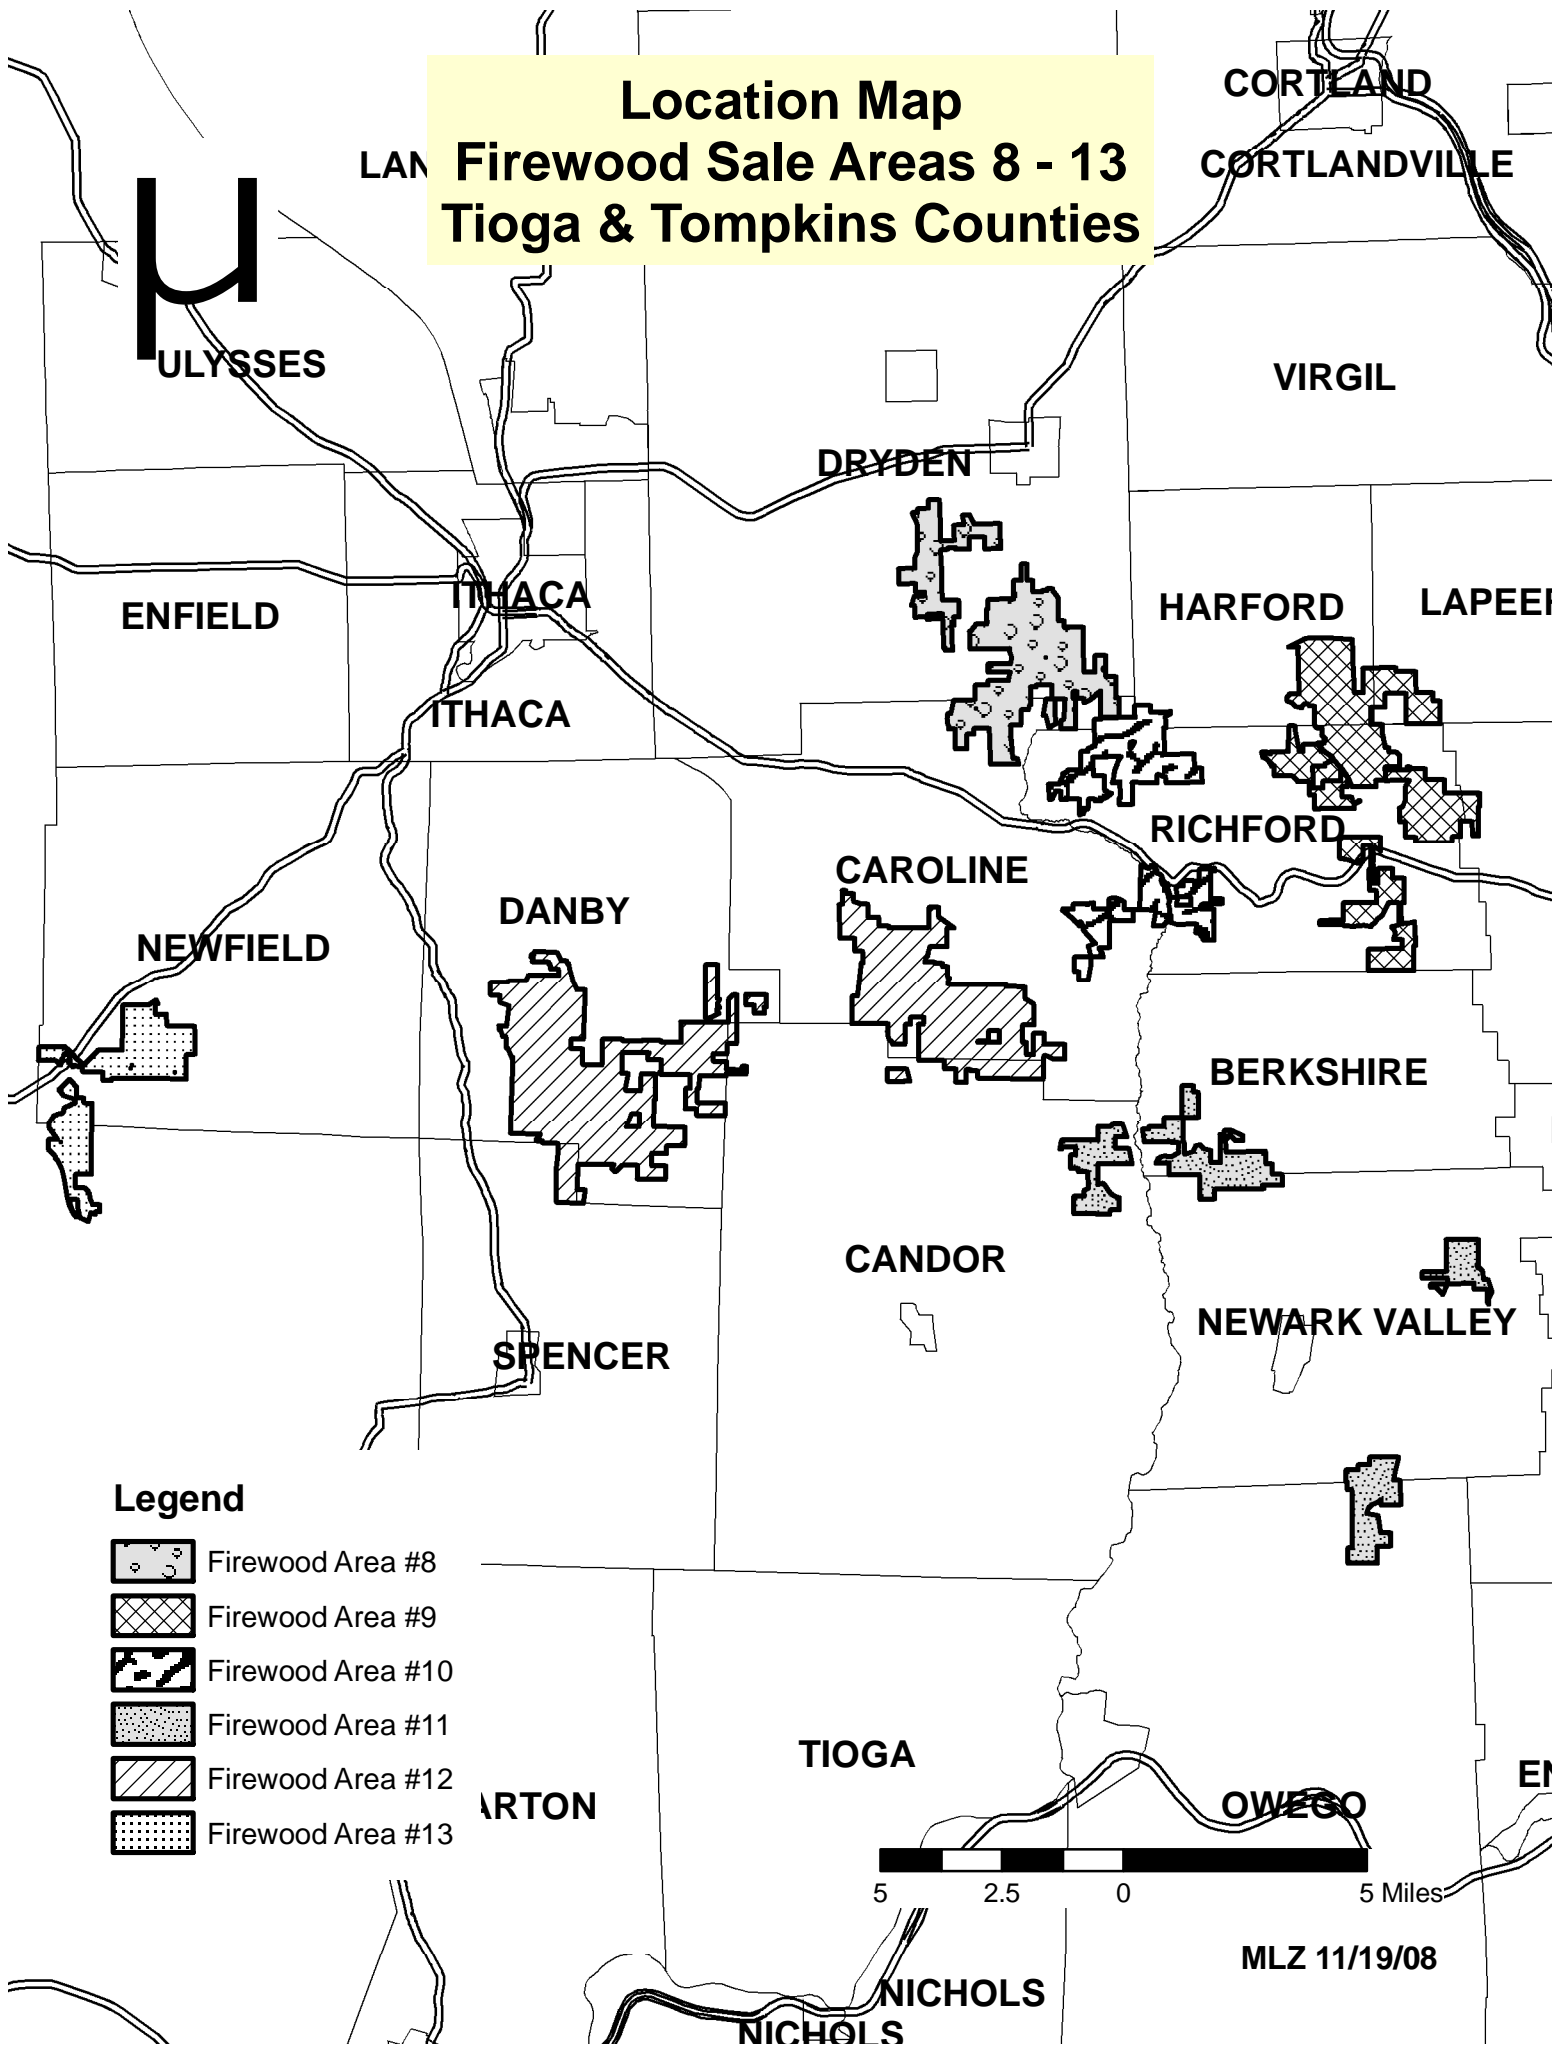 Location Map
Firewood Sale Areas 8 - 13
Tioga & Tompkins Counties
CORTLAND
CORTLANDVILLE
LAN
µ
ULYSSES
VIRGIL
DRYDEN
ITHACA
ENFIELD
HARFORD
LAPEER
ITHACA
RICHFORD
CAROLINE
DANBY
NEWFIELD
BERKSHIRE
CANDOR
NEWARK VALLEY
SPENCER
Legend
Firewood Area #8
Firewood Area #9
Firewood Area #10
Firewood Area #11
Firewood Area #12
Firewood Area #13
TIOGA
EN
ARTON
OWEGO
5 2.5 0 5 Miles
MLZ 11/19/08
NICHOLS
NICHOLS